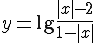 y = lg \frac{|x|-2}{1-|x|}